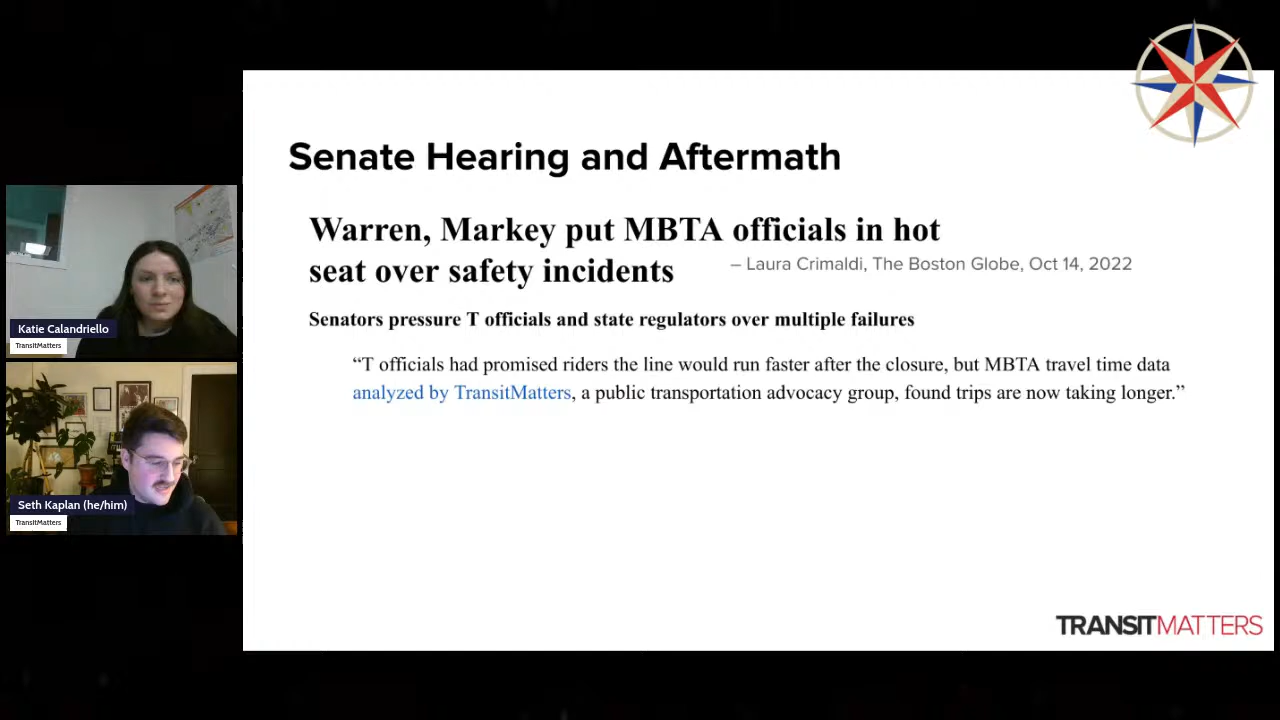 Senate Hearing and Aftermath
Warren, Markey put MBTA officials in hot
seat over safety incidents
– Laura Crimaldi, The Boston Globe, Oct 14, 2022
Senators pressure T officials and state regulators over multiple failures
“T officials had promised riders the line would run faster after the closure, but MBTA travel time data
analyzed by TransitMatters, a public transportation advocacy group, found trips are now taking longer.”
Katie Calandriello
TransitMatters
Seth Kaplan (he/him)
TransitMatters
TRANSITMATTERS